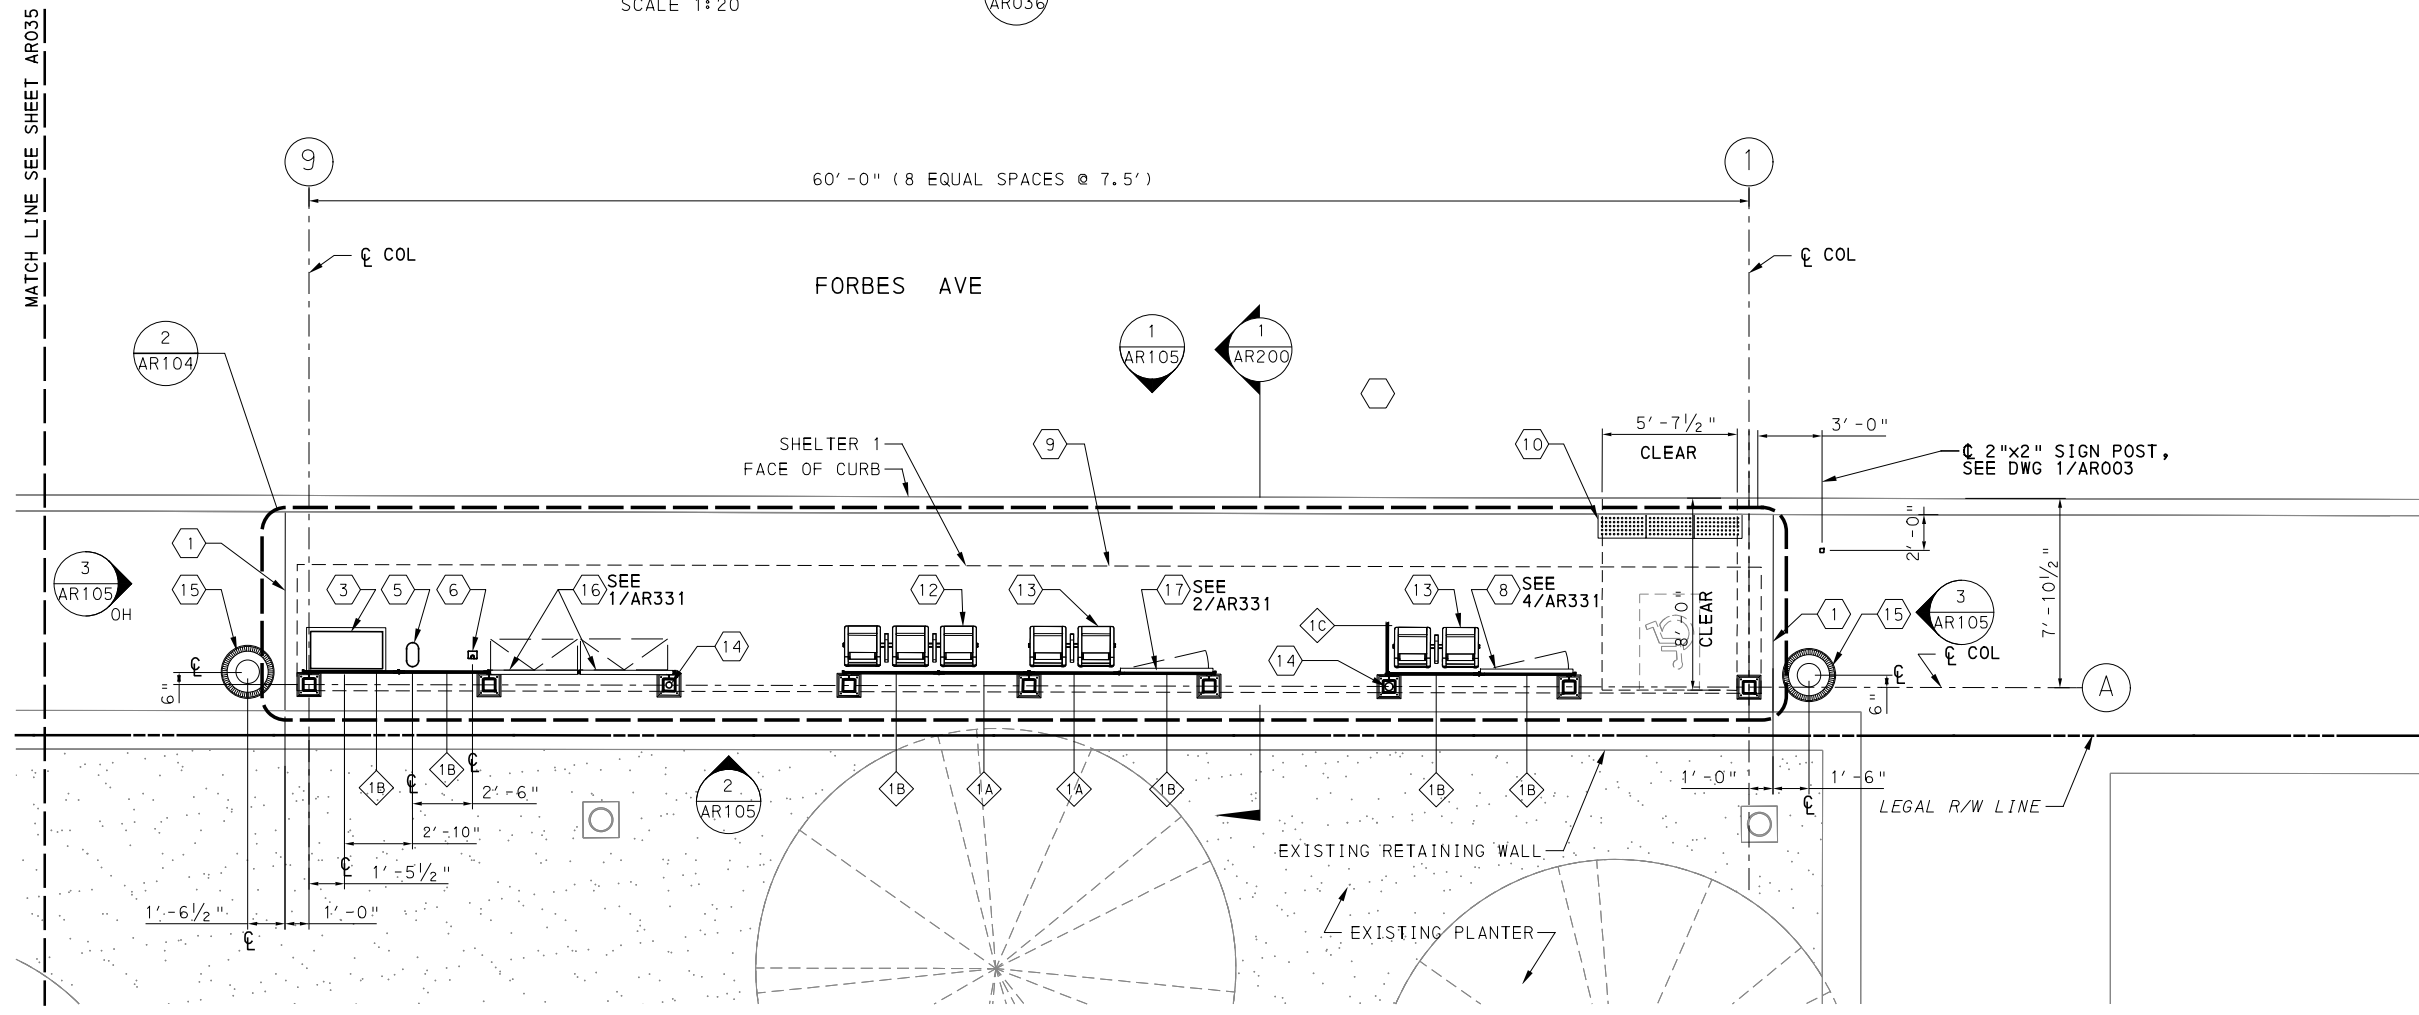 SCALE 1:20
AR036
MATCH LINE SEE SHEET AR035
9
1
60'-0" (8 EQUAL SPACES @ 7.5')
℄ COL
℄ COL
FORBES AVE
2
AR104
1
AR105
1
AR200
SHELTER 1
FACE OF CURB
9
10
5'-7½"
CLEAR
3'-0"
℄ 2"x2" SIGN POST,
SEE DWG 1/AR003
2'-0"
7'-10½"
1
15
3
AR105
OH
3
5
6
16
SEE
1/AR331
12
13
17
SEE
2/AR331
1C
13
8
SEE
4/AR331
8'-0"
CLEAR
1
15
3
AR105
℄ COL
14
14
℄
6"
℄
6"
A
1B
1B
℄
℄
2'-6"
2'-10"
℄
1'-5½"
1'-6½"
1'-0"
℄
2
AR105
1B
1A
1A
1B
1B
1B
1'-0"
1'-6"
℄
LEGAL R/W LINE
EXISTING RETAINING WALL
EXISTING PLANTER